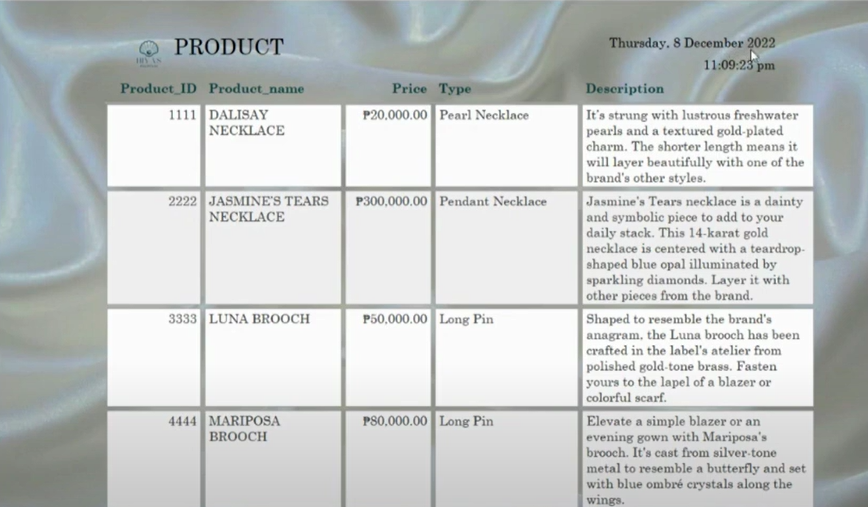 PRODUCT
Thursday, 8 December 2022
11:09:23 pm
Product_ID Product_name Price Type Description
1111 DALISAY NECKLACE ₱20,000.00 Pearl Necklace
It's strung with lustrous freshwater
pearls and a textured gold-plated
charm. The shorter length means it
will layer beautifully with one of the
brand's other styles.
2222 JASMINE'S TEARS NECKLACE ₱300,000.00 Pendant Necklace
Jasmine's Tears necklace is a dainty
and symbolic piece to add to your
daily stack. This 14-karat gold
necklace is centered with a teardrop-
shaped blue opal illuminated by
sparkling diamonds. Layer it with
other pieces from the brand.
3333 LUNA BROOCH ₱50,000.00 Long Pin
Shaped to resemble the brand's
anagram, the Luna brooch has been
crafted in the label's atelier from
polished gold-tone brass. Fasten
yours to the lapel of a blazer or
colorful scarf.
4444 MARIPOSA BROOCH ₱80,000.00 Long Pin
Elevate a simple blazer or an
evening gown with Mariposa's
brooch. It's cast from silver-tone
metal to resemble a butterfly and set
with blue ombré crystals along the
wings.